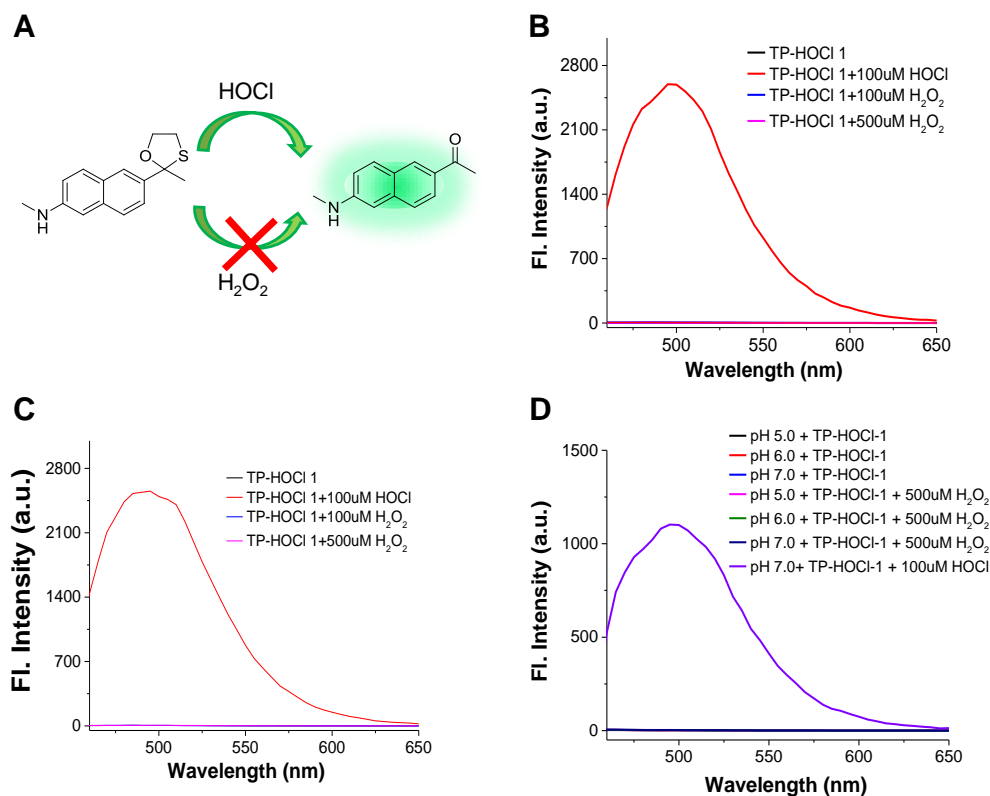 A
HOCl
O
S
N
H
H₂O₂
O
N
H
B
TP-HOCl 1
TP-HOCl 1+100uM HOCl
TP-HOCl 1+100uM H₂O₂
TP-HOCl 1+500uM H₂O₂
2800
2100
1400
700
0
Fl. Intensity (a.u.)
500
550
600
650
Wavelength (nm)
C
TP-HOCl 1
TP-HOCl 1+100uM HOCl
TP-HOCl 1+100uM H₂O₂
TP-HOCl 1+500uM H₂O₂
2800
2100
1400
700
0
Fl. Intensity (a.u.)
500
550
600
650
Wavelength (nm)
D
pH 5.0 + TP-HOCl-1
pH 6.0 + TP-HOCl-1
pH 7.0 + TP-HOCl-1
pH 5.0 + TP-HOCl-1 + 500uM H₂O₂
pH 6.0 + TP-HOCl-1 + 500uM H₂O₂
pH 7.0 + TP-HOCl-1 + 500uM H₂O₂
pH 7.0+ TP-HOCl-1 + 100uM HOCl
1500
1000
500
0
Fl. Intensity (a.u.)
500
550
600
650
Wavelength (nm)